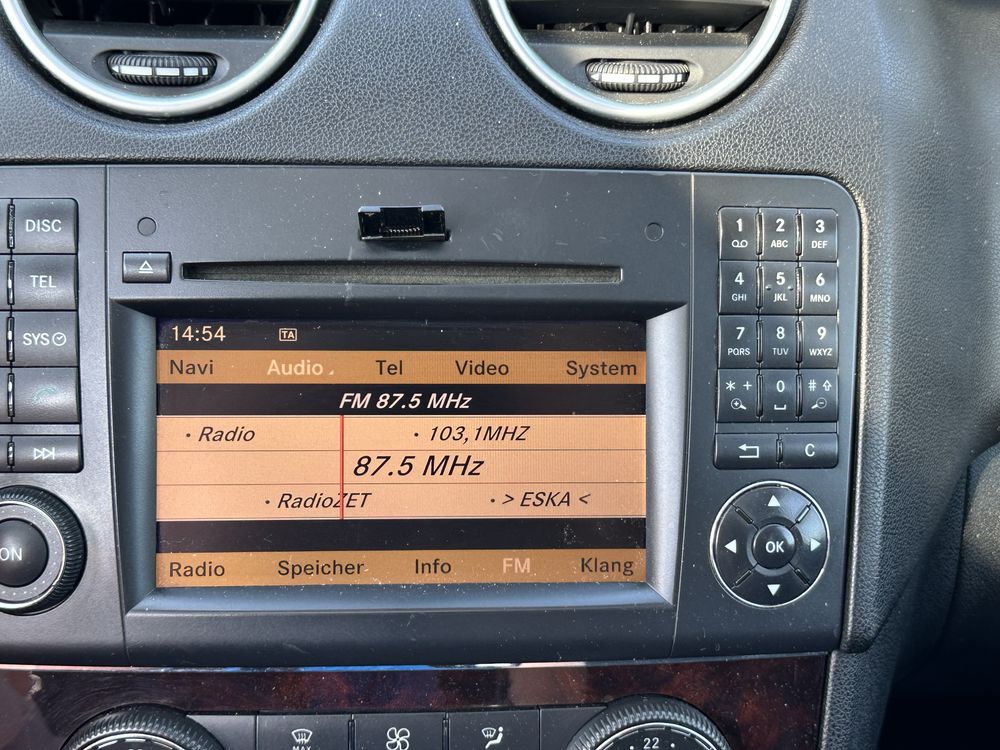 DISC
TEL
SYS
ON
14:54 TA
Navi Audio Tel Video System
FM 87.5 MHz
• Radio • 103,1MHZ
87.5 MHz
• RadioZET • > ESKA <
Radio Speicher Info FM Klang
1 2 3
ABC DEF
4 5 6
GHI JKL MNO
7 8 9
PQRS TUV WXYZ
* + 0 #
C
OK
MAX
22